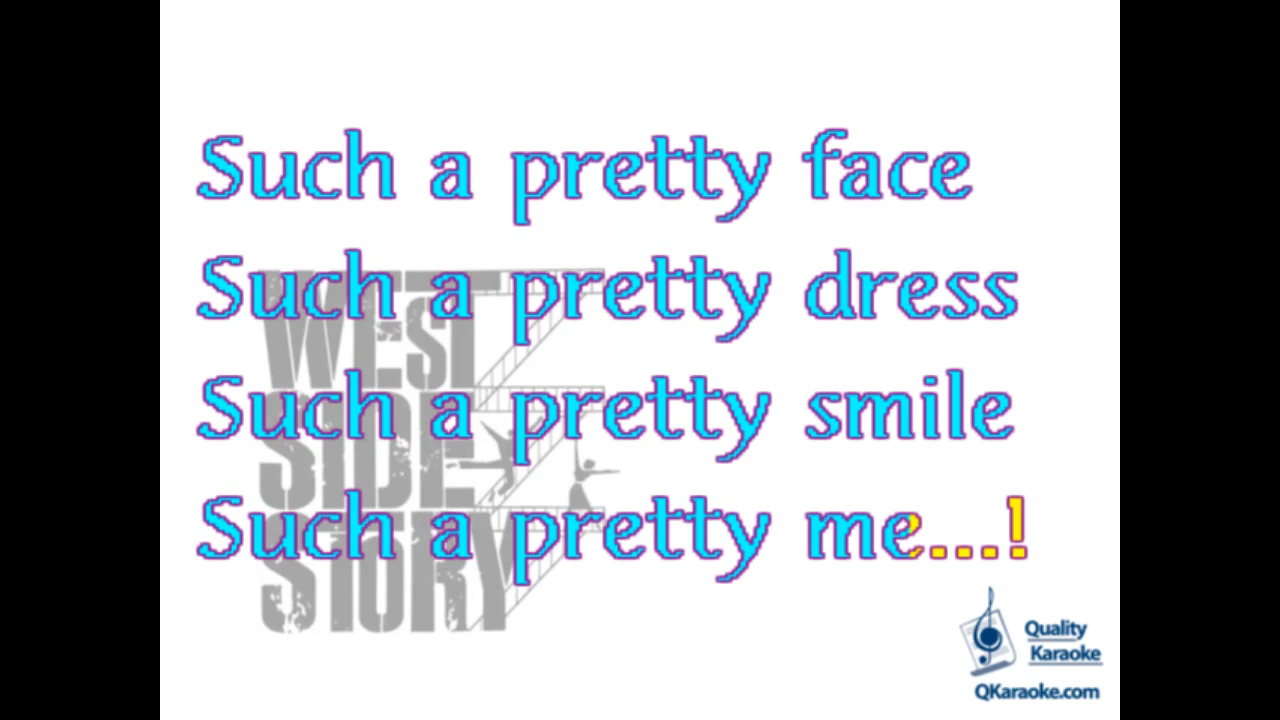 Such a pretty face
Such a pretty dress
Such a pretty smile
Such a pretty me...!
WEST
SIDE
STORY
Quality
Karaoke
QKaraoke.com